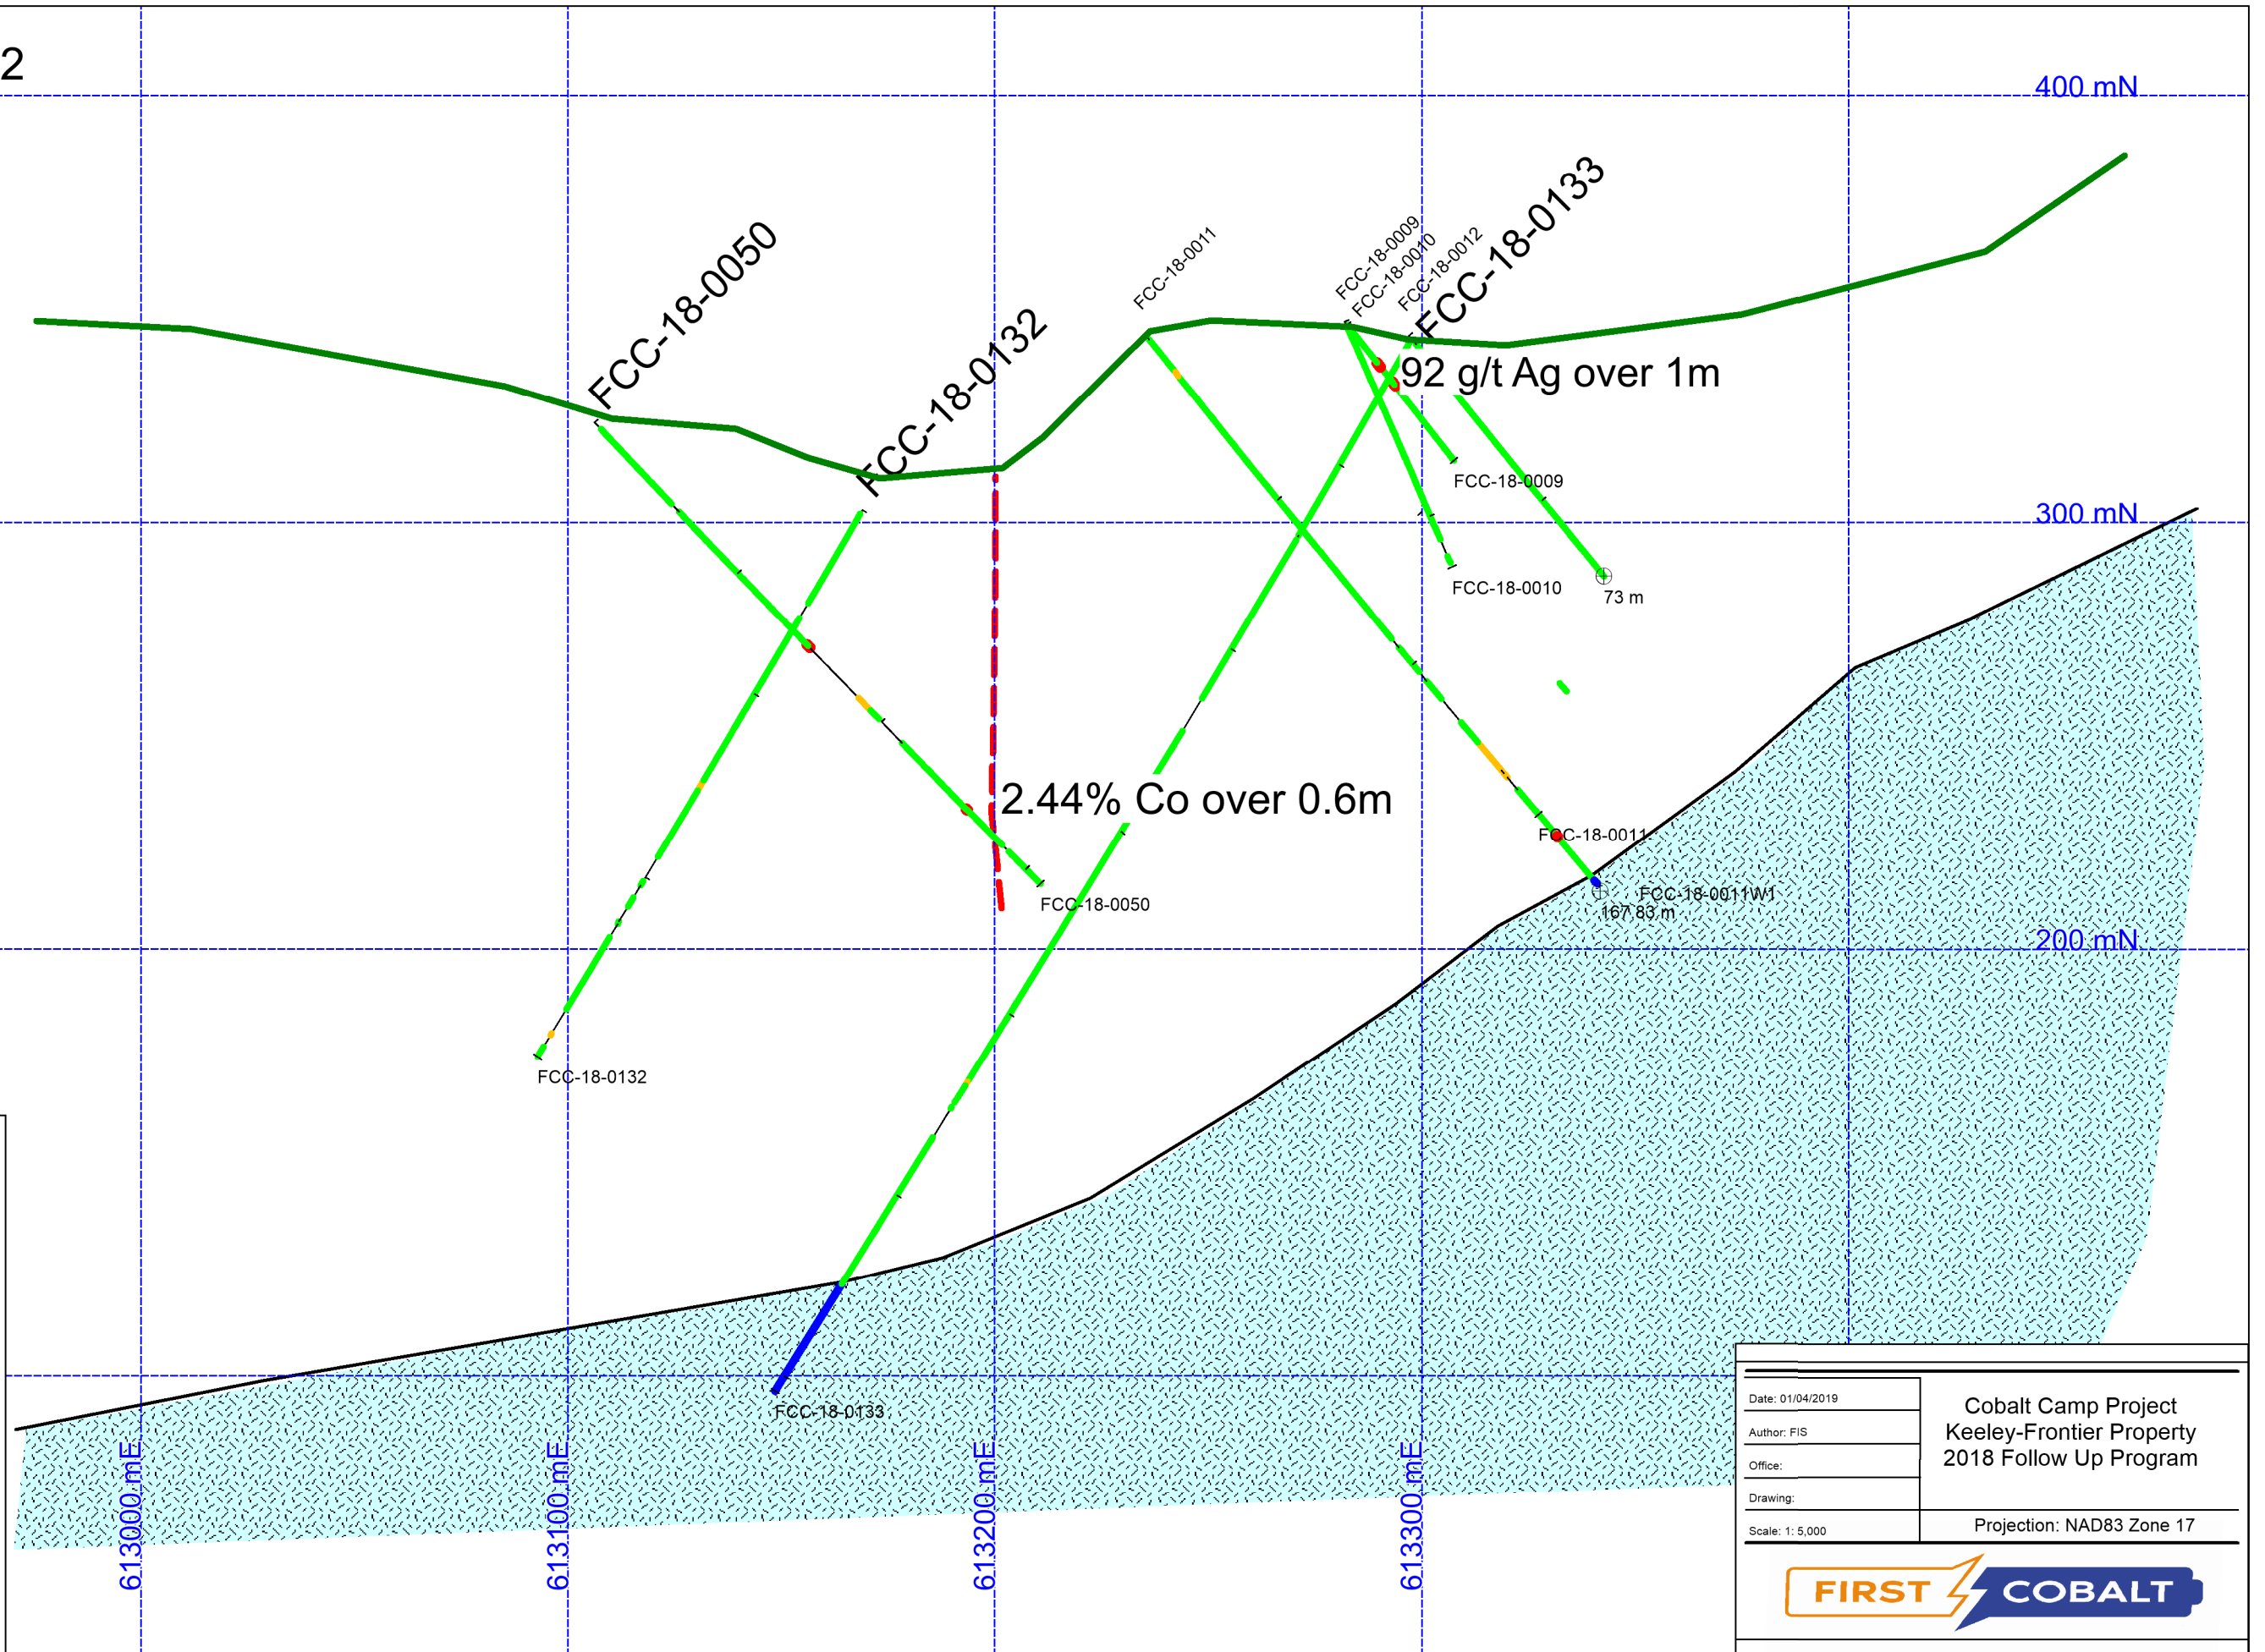 2
400 mN
FCC-18-0050
FCC-18-0132
FCC-18-0011
FCC-18-0009
FCC-18-0010
FCC-18-0012
FCC-18-0133
92 g/t Ag over 1m
FCC-18-0009
300 mN
FCC-18-0010
73 m
2.44% Co over 0.6m
FCC-18-0011
FCC-18-0050
FCC-18-0011W1
167.83 m
200 mN
FCC-18-0132
FCC-18-0133
613000 mE
613100 mE
613200 mE
613300 mE
Date: 01/04/2019
Author: FIS
Office:
Drawing:
Scale: 1: 5,000
Cobalt Camp Project
Keeley-Frontier Property
2018 Follow Up Program
Projection: NAD83 Zone 17
FIRST COBALT